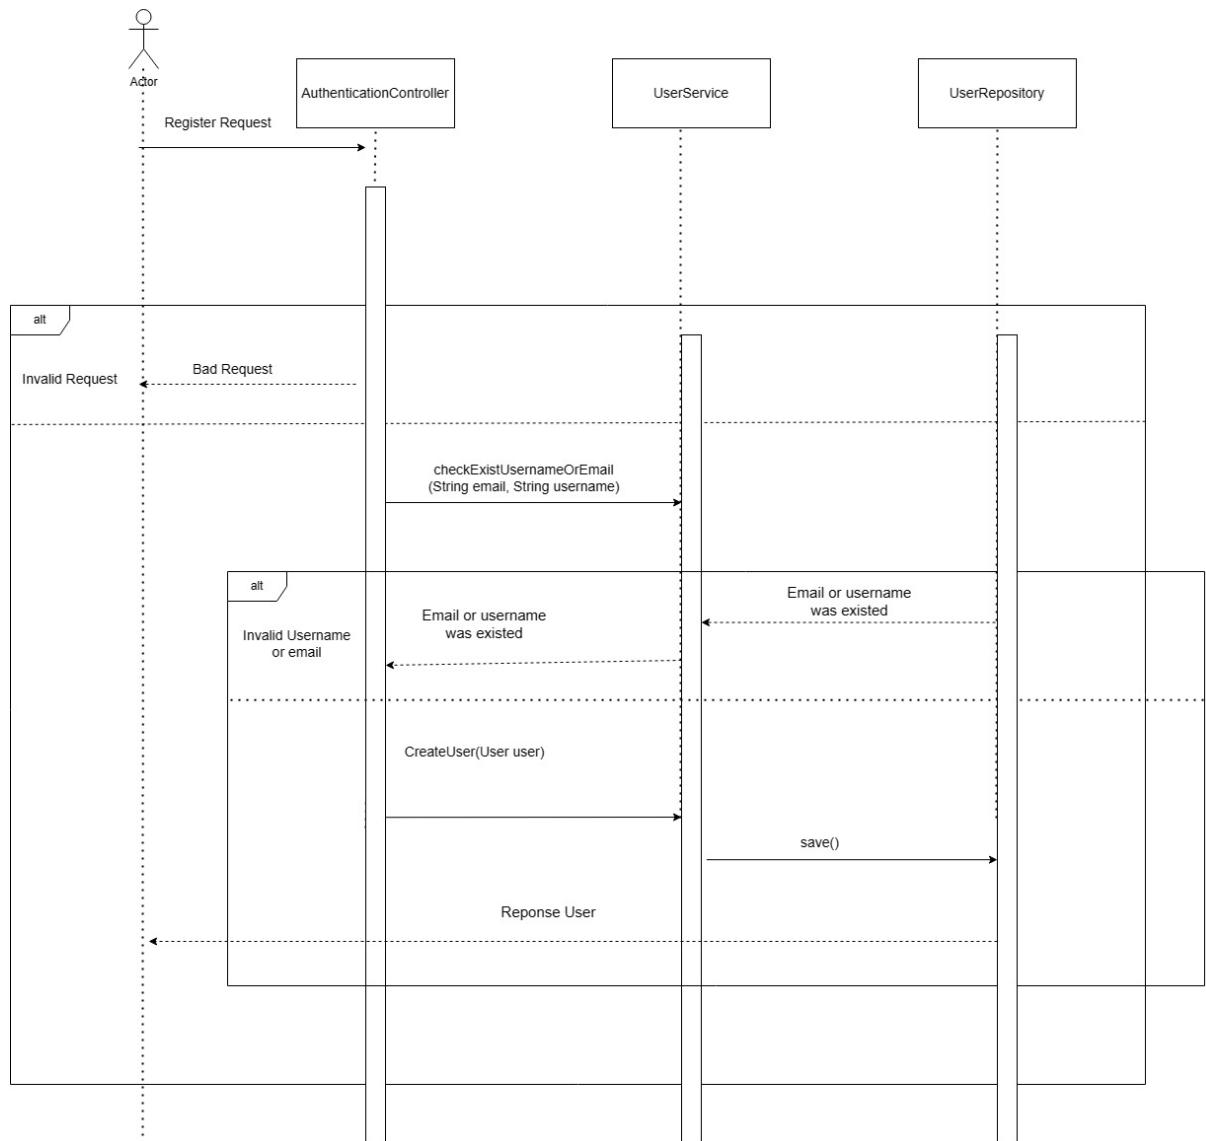 Actor
AuthenticationController
UserService
UserRepository
Register Request
alt
Invalid Request
Bad Request
checkExistUsernameOrEmail
(String email, String username)
alt
Email or username
was existed
Email or username
was existed
Invalid Username
or email
CreateUser(User user)
save()
Reponse User